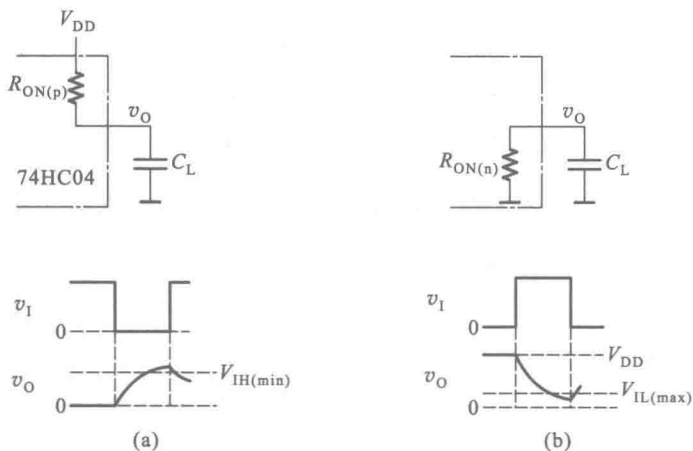 V_DD
R_ON(p)
v_O
C_L
74HC04
v_I
0
v_O
0
V_IH(min)
(a)
v_O
R_ON(n)
C_L
v_I
0
V_DD
v_O
V_IL(max)
0
(b)